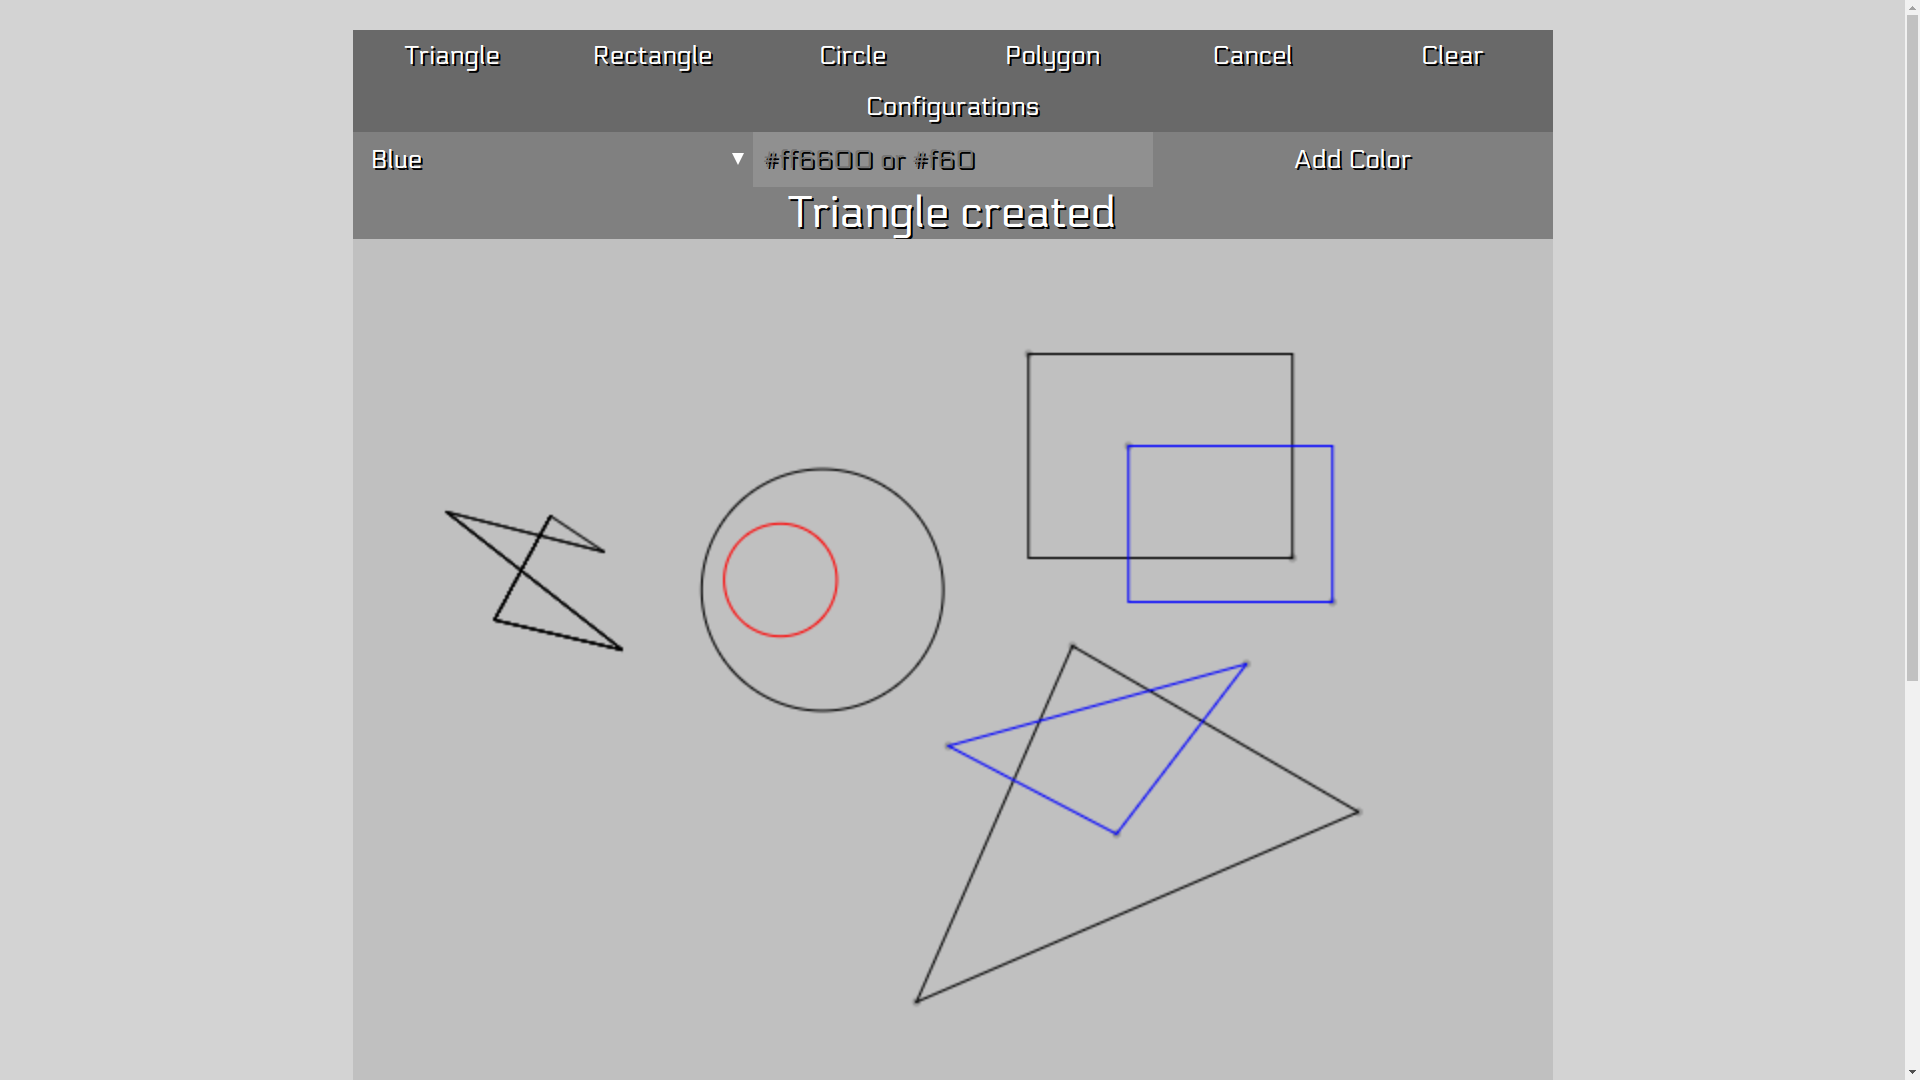 Triangle Rectangle Circle Polygon Cancel Clear
Configurations
Blue ▼ #ff6600 or #f60 Add Color
Triangle created